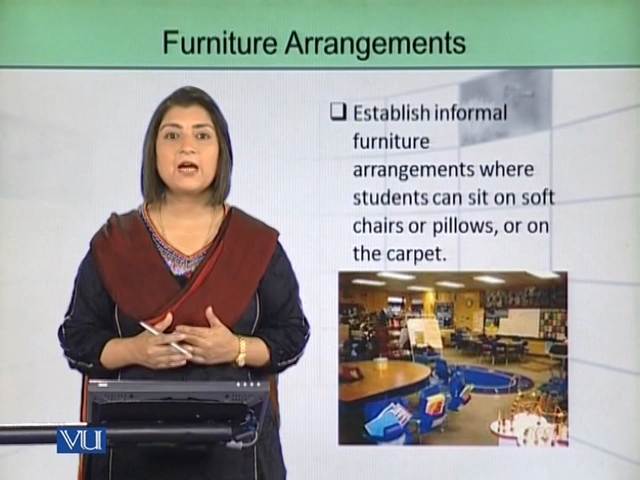 Furniture Arrangements
❑ Establish informal
furniture
arrangements where
students can sit on soft
chairs or pillows, or on
the carpet.
VU